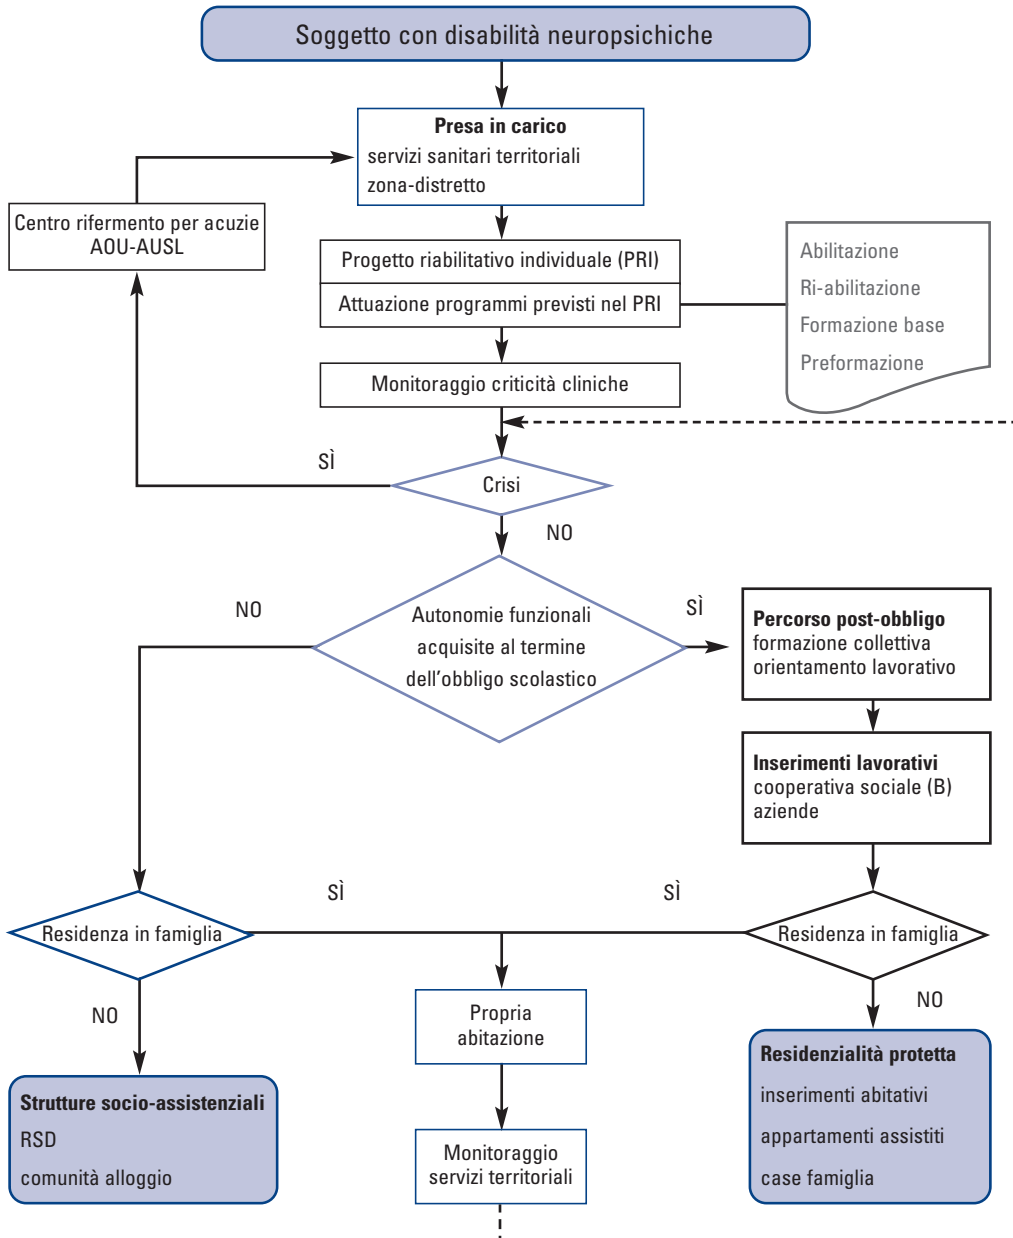 Soggetto con disabilità neuropsichiche
Presa in carico
servizi sanitari territoriali
zona-distretto
Centro rifermento per acuzie
AOU-AUSL
Progetto riabilitativo individuale (PRI)
Attuazione programmi previsti nel PRI
Abilitazione
Ri-abilitazione
Formazione base
Preformazione
Monitoraggio criticità cliniche
SÌ
Crisi
NO
NO
Autonomie funzionali
acquisite al termine
dell'obbligo scolastico
SÌ
Percorso post-obbligo
formazione collettiva
orientamento lavorativo
Inserimenti lavorativi
cooperativa sociale (B)
aziende
Residenza in famiglia
SÌ
SÌ
Residenza in famiglia
NO
Propria
abitazione
NO
Strutture socio-assistenziali
RSD
comunità alloggio
Monitoraggio
servizi territoriali
Residenzialità protetta
inserimenti abitativi
appartamenti assistiti
case famiglia